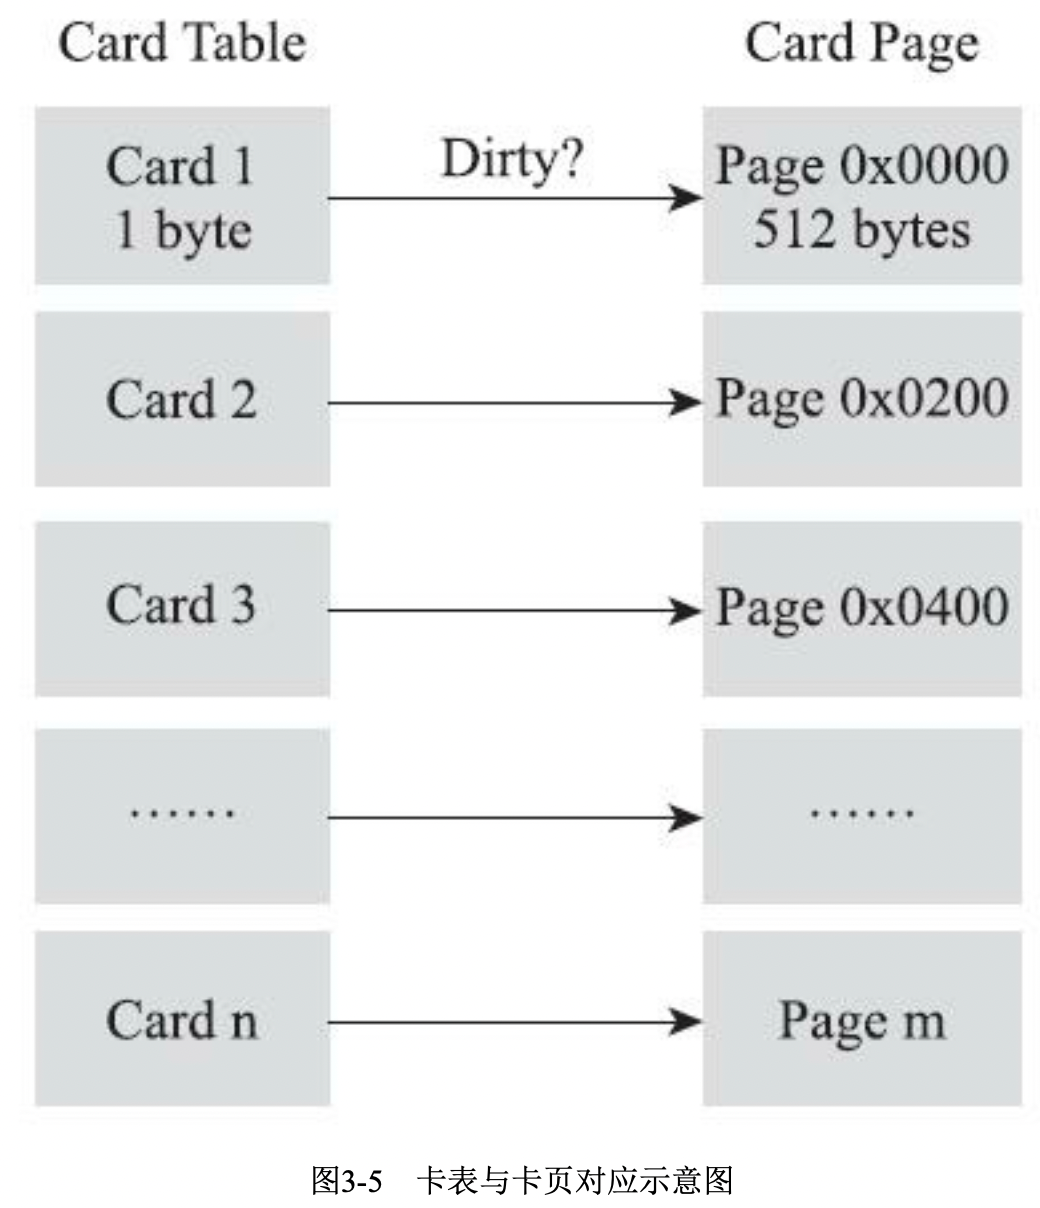 Card Table
Card Page
Card 1
1 byte
Dirty?
Page 0x0000
512 bytes
Card 2
Page 0x0200
Card 3
Page 0x0400
······
······
Card n
Page m
图3-5 卡表与卡页对应示意图